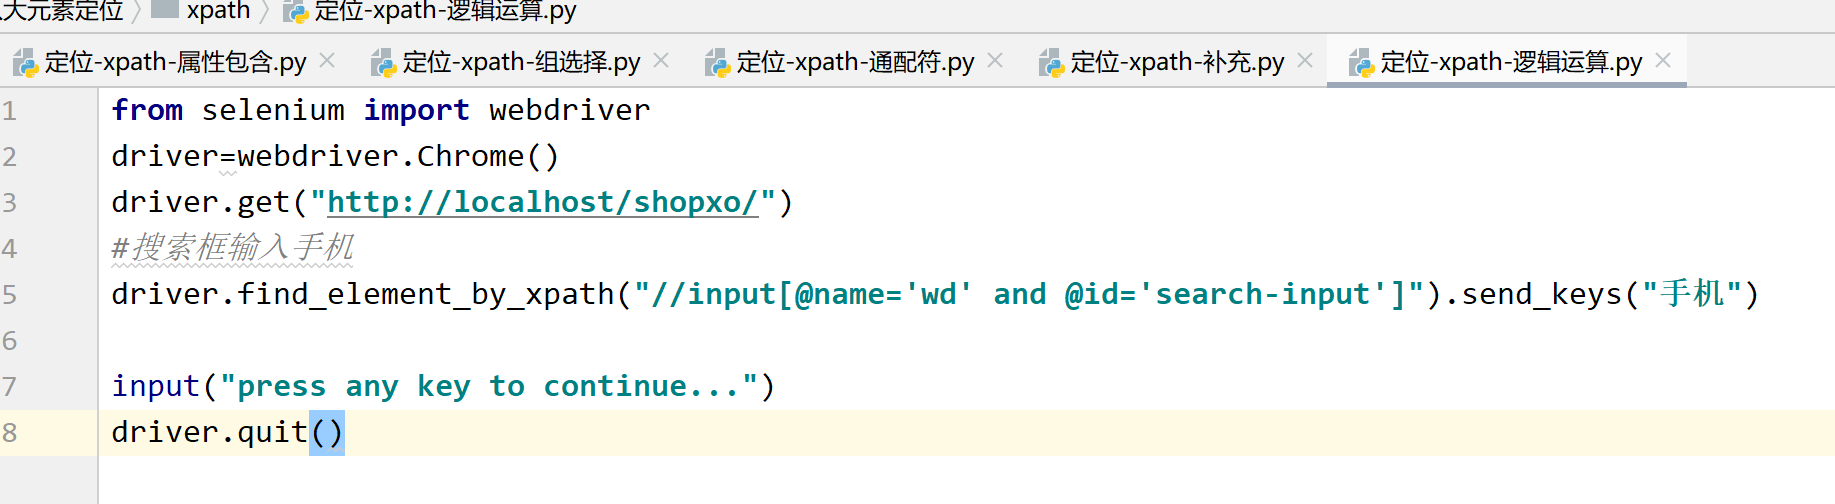 大元素定位 xpath 定位-xpath-逻辑运算.py
定位-xpath-属性包含.py 定位-xpath-组选择.py 定位-xpath-通配符.py 定位-xpath-补充.py 定位-xpath-逻辑运算.py
1 from selenium import webdriver
2 driver=webdriver.Chrome()
3 driver.get("http://localhost/shopxo/")
4 #搜索框输入手机
5 driver.find_element_by_xpath("//input[@name='wd' and @id='search-input']").send_keys("手机")
6
7 input("press any key to continue...")
8 driver.quit()